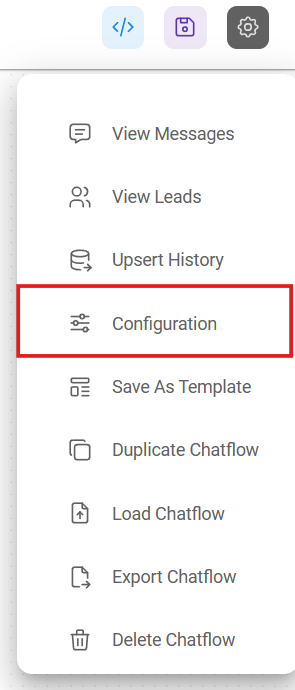 View Messages
View Leads
Upsert History
Configuration
Save As Template
Duplicate Chatflow
Load Chatflow
Export Chatflow
Delete Chatflow